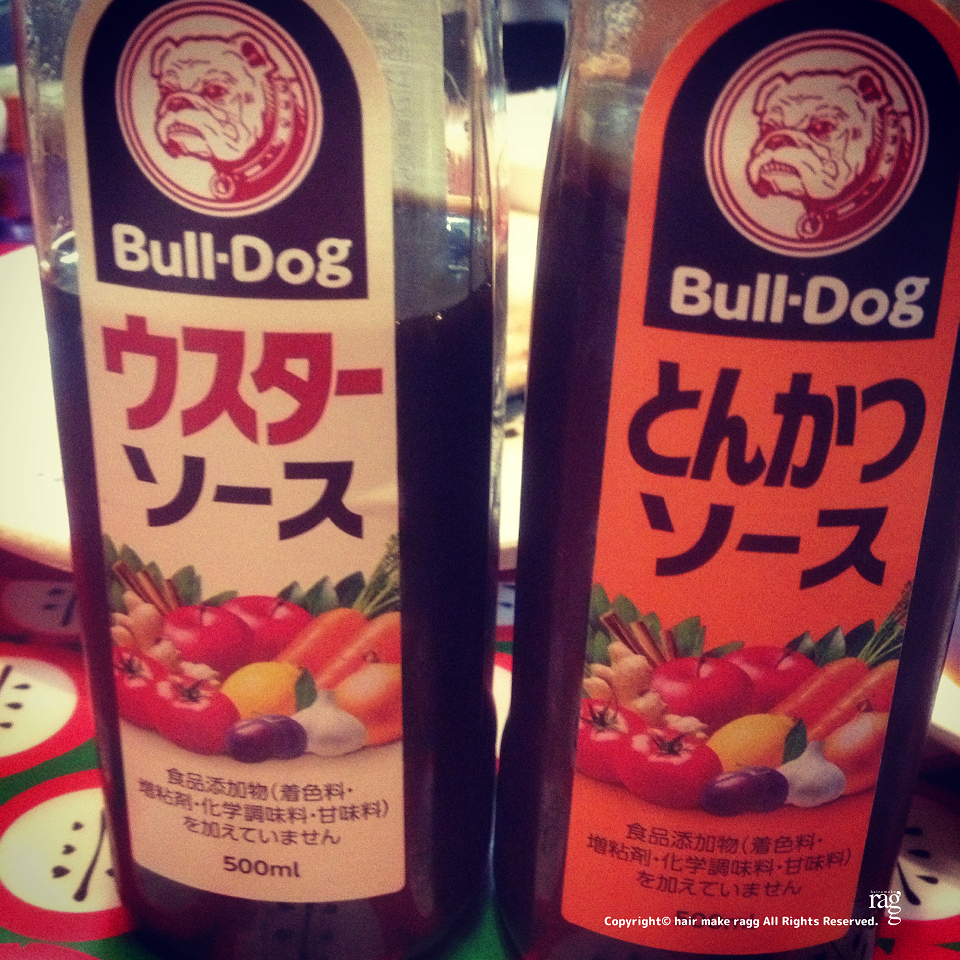 Bull-Dog
ウスター
ソース
食品添加物(着色料・
増粘剤・化学調味料・甘味料)
を加えていません
500ml
Bull-Dog
とんかつ
ソース
食品添加物(着色料・
増粘剤・化学調味料・甘味料)
を加えていません
500ml
hair make
ragg
Copyright© hair make ragg All Rights Reserved.